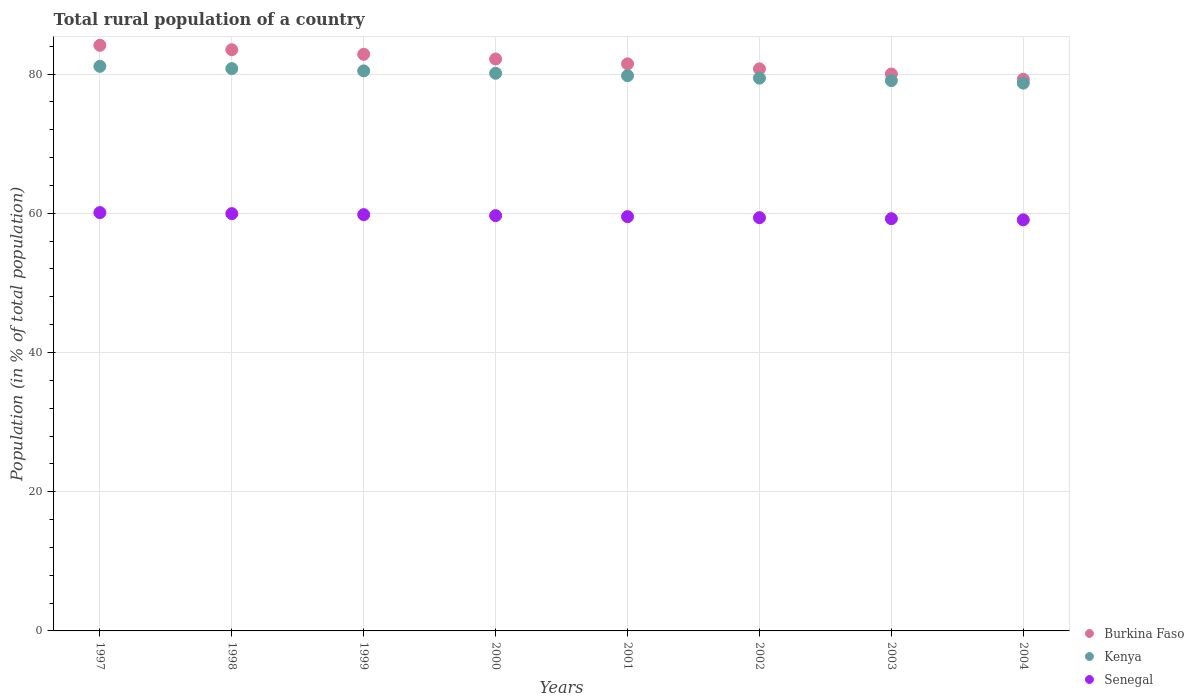 Total rural population of a country
Population (in % of total population)
80
60
40
20
0
1997
1998
1999
2000
2001
2002
2003
2004
Years
Burkina Faso
Kenya
Senegal